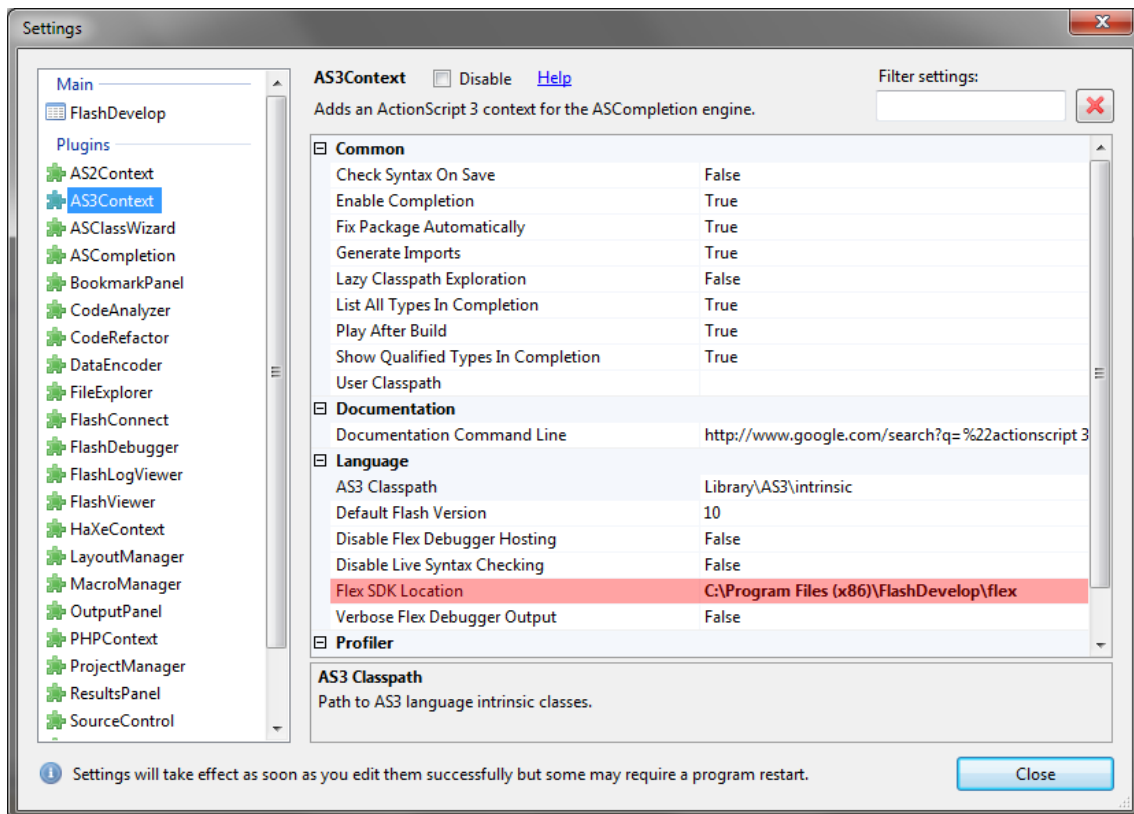 Settings
Main
FlashDevelop
Plugins
AS2Context
AS3Context
ASClassWizard
ASCompletion
BookmarkPanel
CodeAnalyzer
CodeRefactor
DataEncoder
FileExplorer
FlashConnect
FlashDebugger
FlashLogViewer
FlashViewer
HaXeContext
LayoutManager
MacroManager
OutputPanel
PHPContext
ProjectManager
ResultsPanel
SourceControl
AS3Context Disable Help
Adds an ActionScript 3 context for the ASCompletion engine.
Filter settings:
Common
Check Syntax On Save False
Enable Completion True
Fix Package Automatically True
Generate Imports True
Lazy Classpath Exploration False
List All Types In Completion True
Play After Build True
Show Qualified Types In Completion True
User Classpath
Documentation
Documentation Command Line http://www.google.com/search?q=%22actionscript 3
Language
AS3 Classpath Library\AS3\intrinsic
Default Flash Version 10
Disable Flex Debugger Hosting False
Disable Live Syntax Checking False
Flex SDK Location C:\Program Files (x86)\FlashDevelop\flex
Verbose Flex Debugger Output False
Profiler
AS3 Classpath
Path to AS3 language intrinsic classes.
Settings will take effect as soon as you edit them successfully but some may require a program restart.
Close